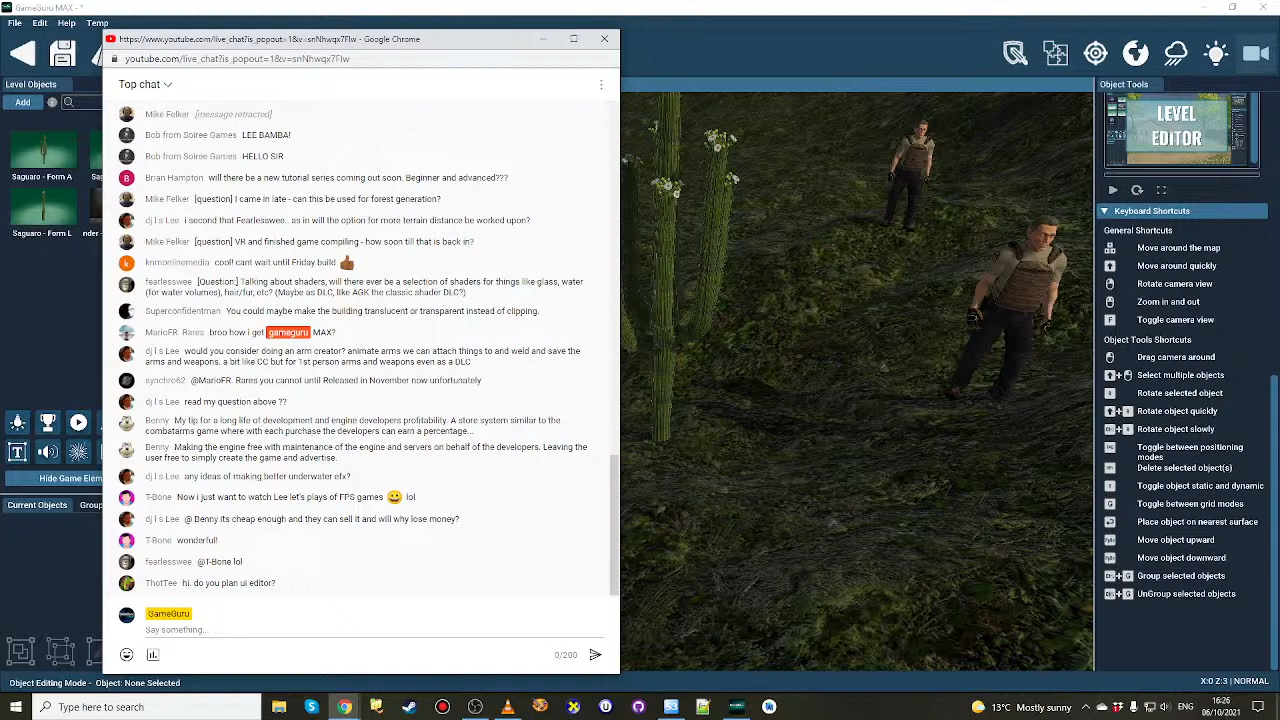 GameGuru MAX - *
File Edit Help Temp
https://www.youtube.com/live_chat?is_popout=1&v=snNhwqx7Flw - Google Chrome
youtube.com/live_chat?is_popout=1&v=snNhwqx7Flw
Level Objects
Add
Saguaro - Form A
Saguaro - Form L
Hide Game Elem
Current Objects Group
Top chat
Mike Felker [message retracted]
Bob from Soiree Games LEE BAMBA!
Bob from Soiree Games HELLO SIR
B Brian Hampton will there be a new tutorial series coming out soon. Beginner and advanced???
Mike Felker [question] I came in late - can this be used for forest generation?
dj l s Lee i second that Fearlesswee.. as in will the option for more terrain distance be worked upon?
Mike Felker [question] VR and finished game compiling - how soon till that is back in?
k knmonlinemedia cool! cant wait until Friday build
fearlesswee [Question:] Talking about shaders, will there ever be a selection of shaders for things like glass, water
(for water volumes), hair/fur, etc? (Maybe as DLC, like AGK the classic shader DLC?)
Superconfidentman You could maybe make the building translucent or transparent instead of clipping.
MarioFR. Rares broo how i get gameguru MAX?
dj l s Lee would you consider doing an arm creator? animate arms we can attach things to and weld and save the
arms and weapons. a bit like CC but for 1st person arms and weapons even as a DLC
synchro62 @MarioFR. Rares you cannot until Released in November now unfortunately
dj l s Lee read my question above ??
Benny My tip for a long life of development and engine developers profitability. A store system similar to the
combatarms game where with each purchase the developers can earn a percentage...
Benny Making the engine free with maintenance of the engine and servers on behalf of the developers. Leaving the
user free to simply create the game and advertise.
dj l s Lee any ideas of making better underwater efx?
T-Bone Now i just want to watch Lee let's plays of FPS games lol
dj l s Lee @ Benny its cheap enough and they can sell it and will why lose money?
T-Bone wonderful!
fearlesswee @T-Bone lol
ThotTee hi. do you plan ui editor?
GameGuru
Say something...
0/200
Object Tools
LEVEL
EDITOR
Keyboard Shortcuts
General Shortcuts
Move around the map
Move around quickly
Rotate camera view
Zoom in and out
F Toggle camera view
Object Tools Shortcuts
Drag camera around
Select multiple objects
R Rotate selected object
Rotate object quickly
Rotate object slowly
Toggle between positioning
modes
Delete selected object(s)
Toggle object static and dynamic
G Toggle between grid modes
Place object on nearest surface
Move object upward
Move object downward
Group selected objects
UnGroup selected objects
Object Editing Mode - Object: None Selected
X:0 Z:3 | NORMAL
Type here to search
13°C Mostly sunny
16:26
05/10/2021